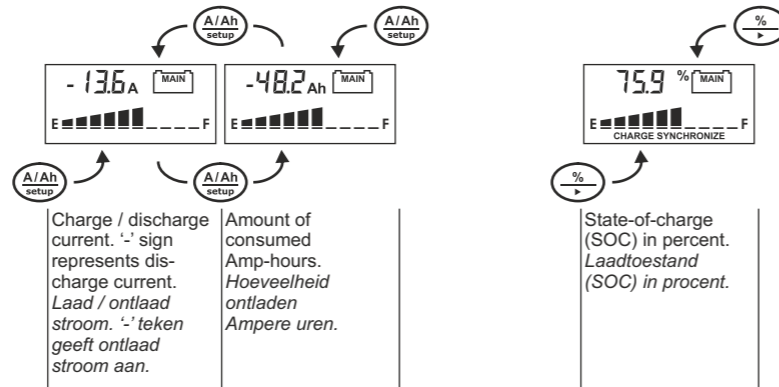 A/Ah
setup
A/Ah
setup
%
- 13.6 A MAIN
E F
-48.2 Ah MAIN
E F
75.9 % MAIN
E F
CHARGE SYNCHRONIZE
A/Ah
setup
A/Ah
setup
%
Charge / discharge
current. ‘-’ sign
represents dis-
charge current.
Laad / ontlaad
stroom. ‘-’ teken
geeft ontlaad
stroom aan.
Amount of
consumed
Amp-hours.
Hoeveelheid
ontladen
Ampere uren.
State-of-charge
(SOC) in percent.
Laadtoestand
(SOC) in procent.